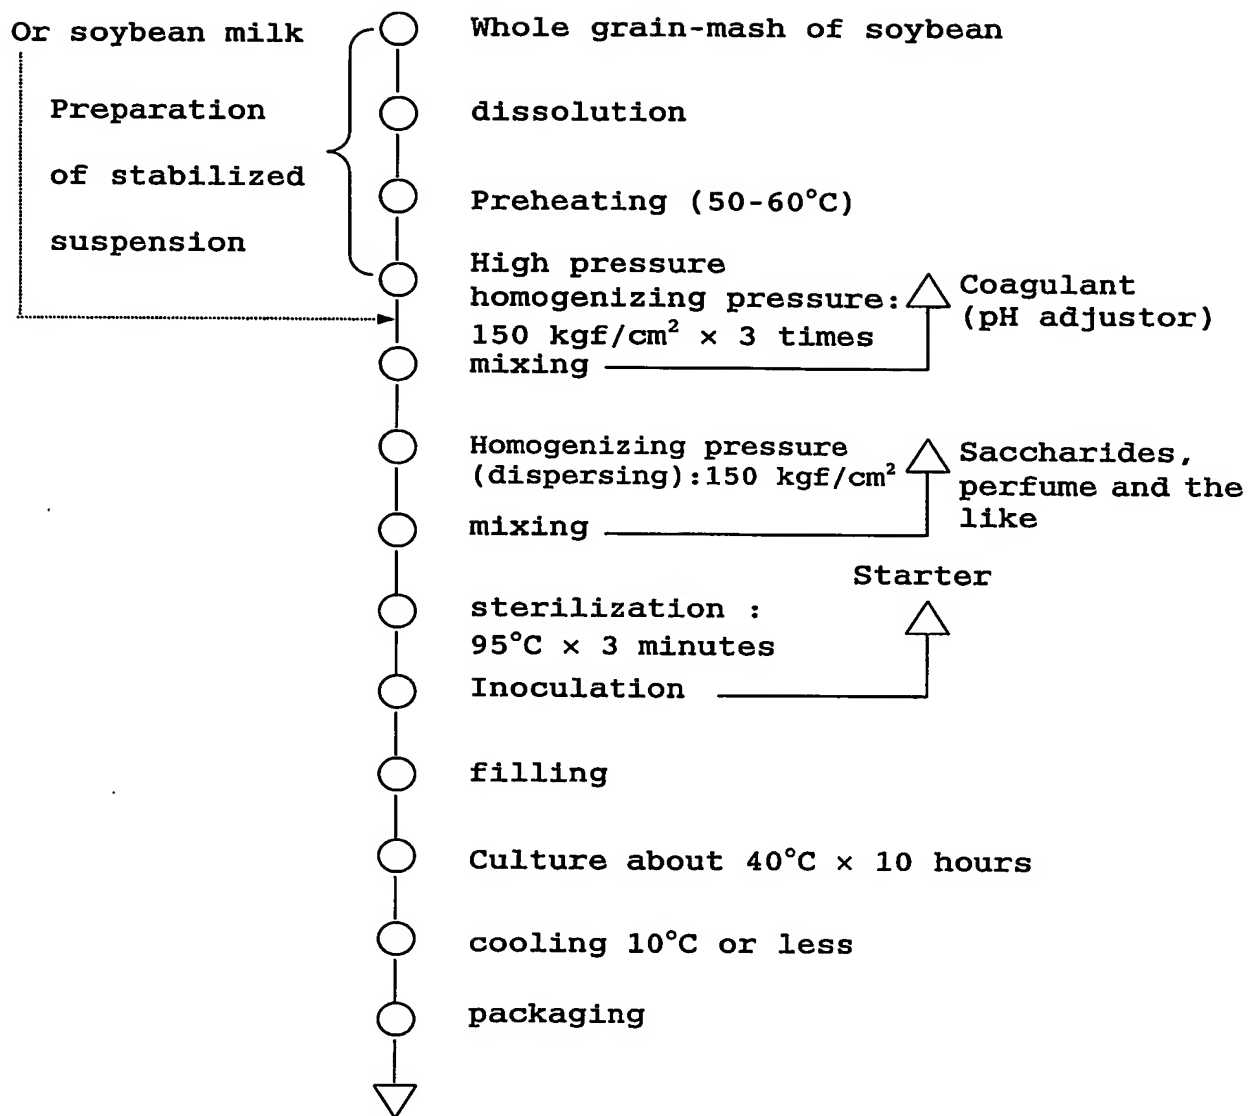 Or soybean milk
Whole grain-mash of soybean
Preparation
of stabilized
suspension
dissolution
Preheating (50-60°C)
High pressure
homogenizing pressure:
150 kgf/cm² × 3 times
Coagulant
(pH adjustor)
mixing
Homogenizing pressure
(dispersing):150 kgf/cm²
Saccharides,
perfume and the
like
mixing
Starter
sterilization :
95°C × 3 minutes
Inoculation
filling
Culture about 40°C × 10 hours
cooling 10°C or less
packaging